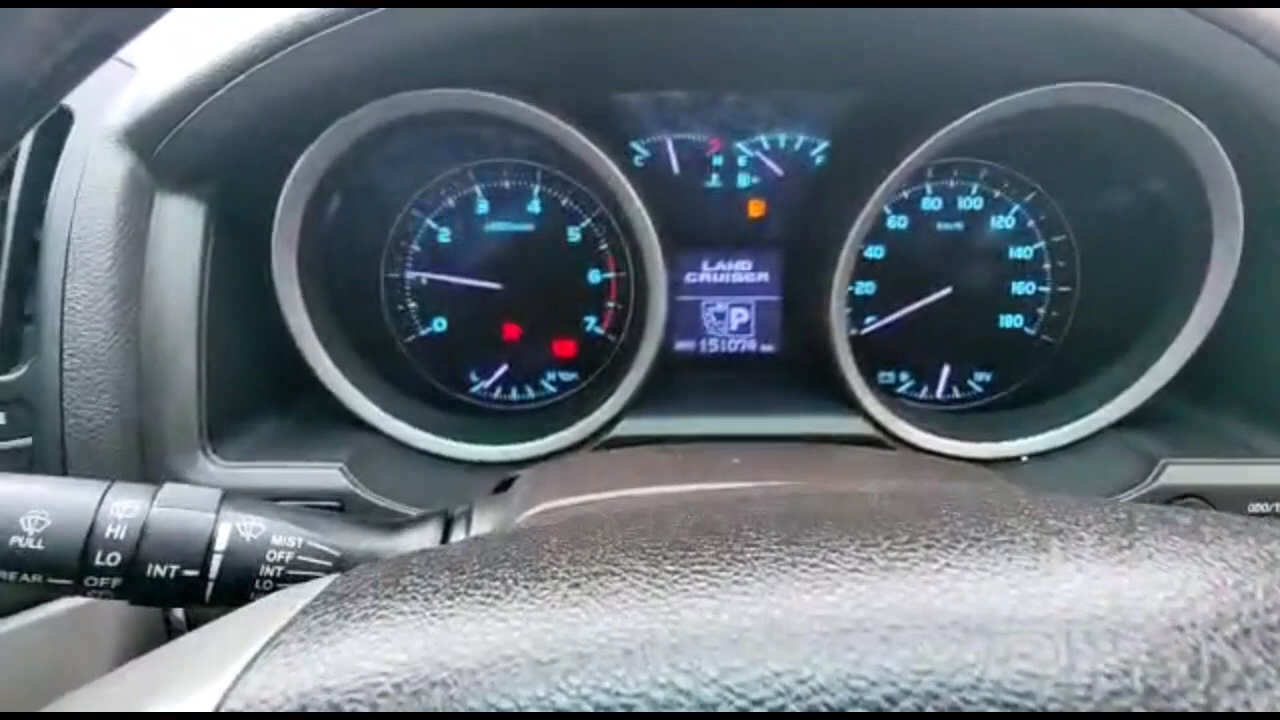 C H E F
3 4
2 5
6
0 7
LAND
CRUISER
P
151074
80 100
60 120
km/h
40 140
20 160
180
PULL
HI
LO
OFF
INT
REAR
MIST
OFF
INT
LO